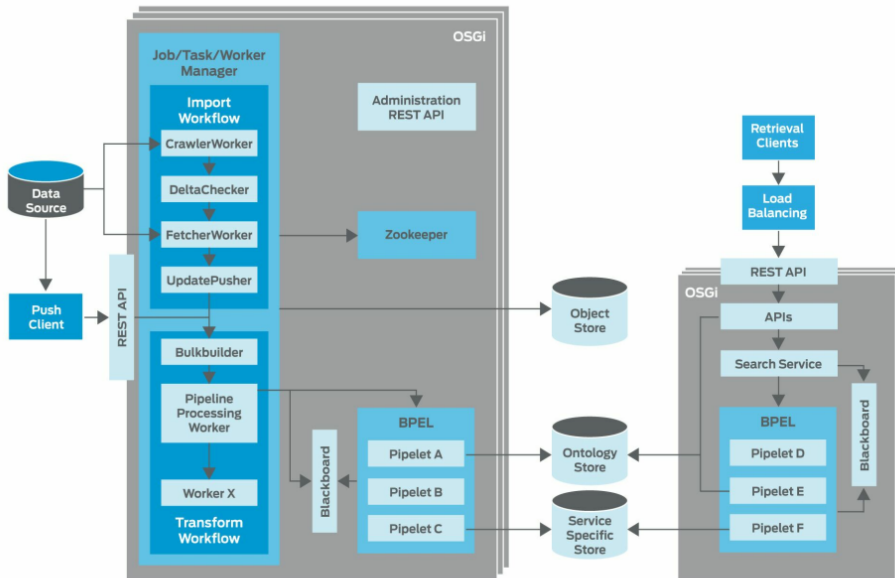 OSGi
Job/Task/Worker
Manager
Import
Workflow
CrawlerWorker
DeltaChecker
FetcherWorker
UpdatePusher
Administration
REST API
Zookeeper
Data
Source
Push
Client
REST API
Object
Store
Bulkbuilder
Pipeline
Processing
Worker
Worker X
Transform
Workflow
Blackboard
BPEL
Pipelet A
Pipelet B
Pipelet C
Ontology
Store
Service
Specific
Store
Retrieval
Clients
Load
Balancing
REST API
OSGi
APIs
Search Service
Blackboard
BPEL
Pipelet D
Pipelet E
Pipelet F